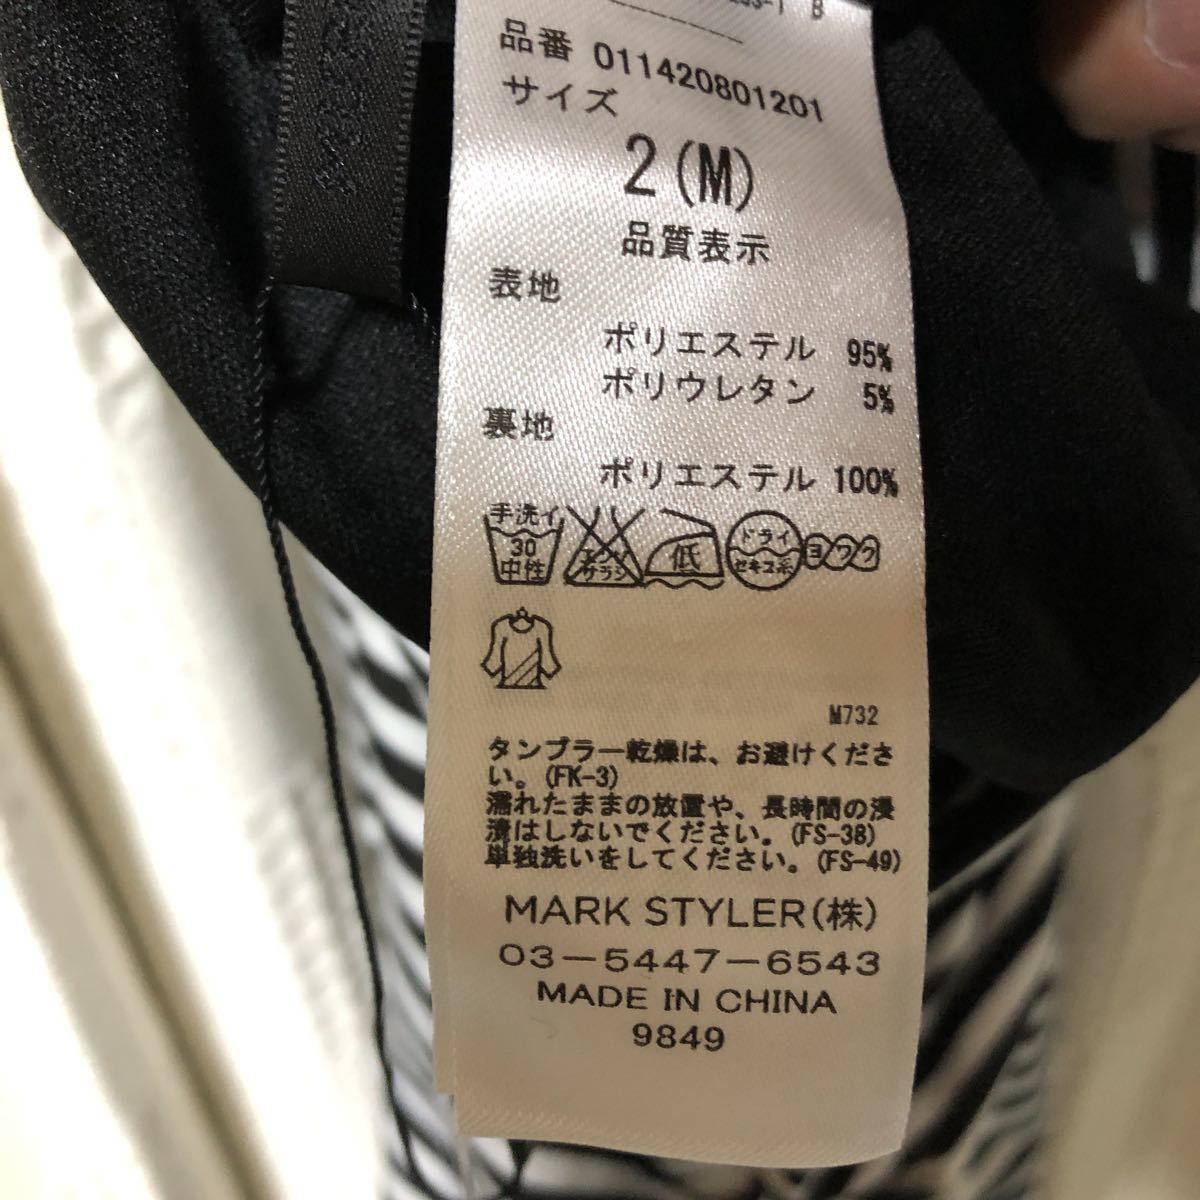 B
品番 011420801201
サイズ
2(M)
品質表示
表地
ポリエステル 95%
ポリウレタン 5%
裏地
ポリエステル 100%
手洗イ
30
中性
エンソ
サラシ
低
ドライ
セキユ系
ヨワク
M732
タンブラー乾燥は、お避けくださ
い。(FK-3)
濡れたままの放置や、長時間の浸
漬はしないでください。(FS-38)
単独洗いをしてください。(FS-49)
MARK STYLER(株)
03-5447-6543
MADE IN CHINA
9849